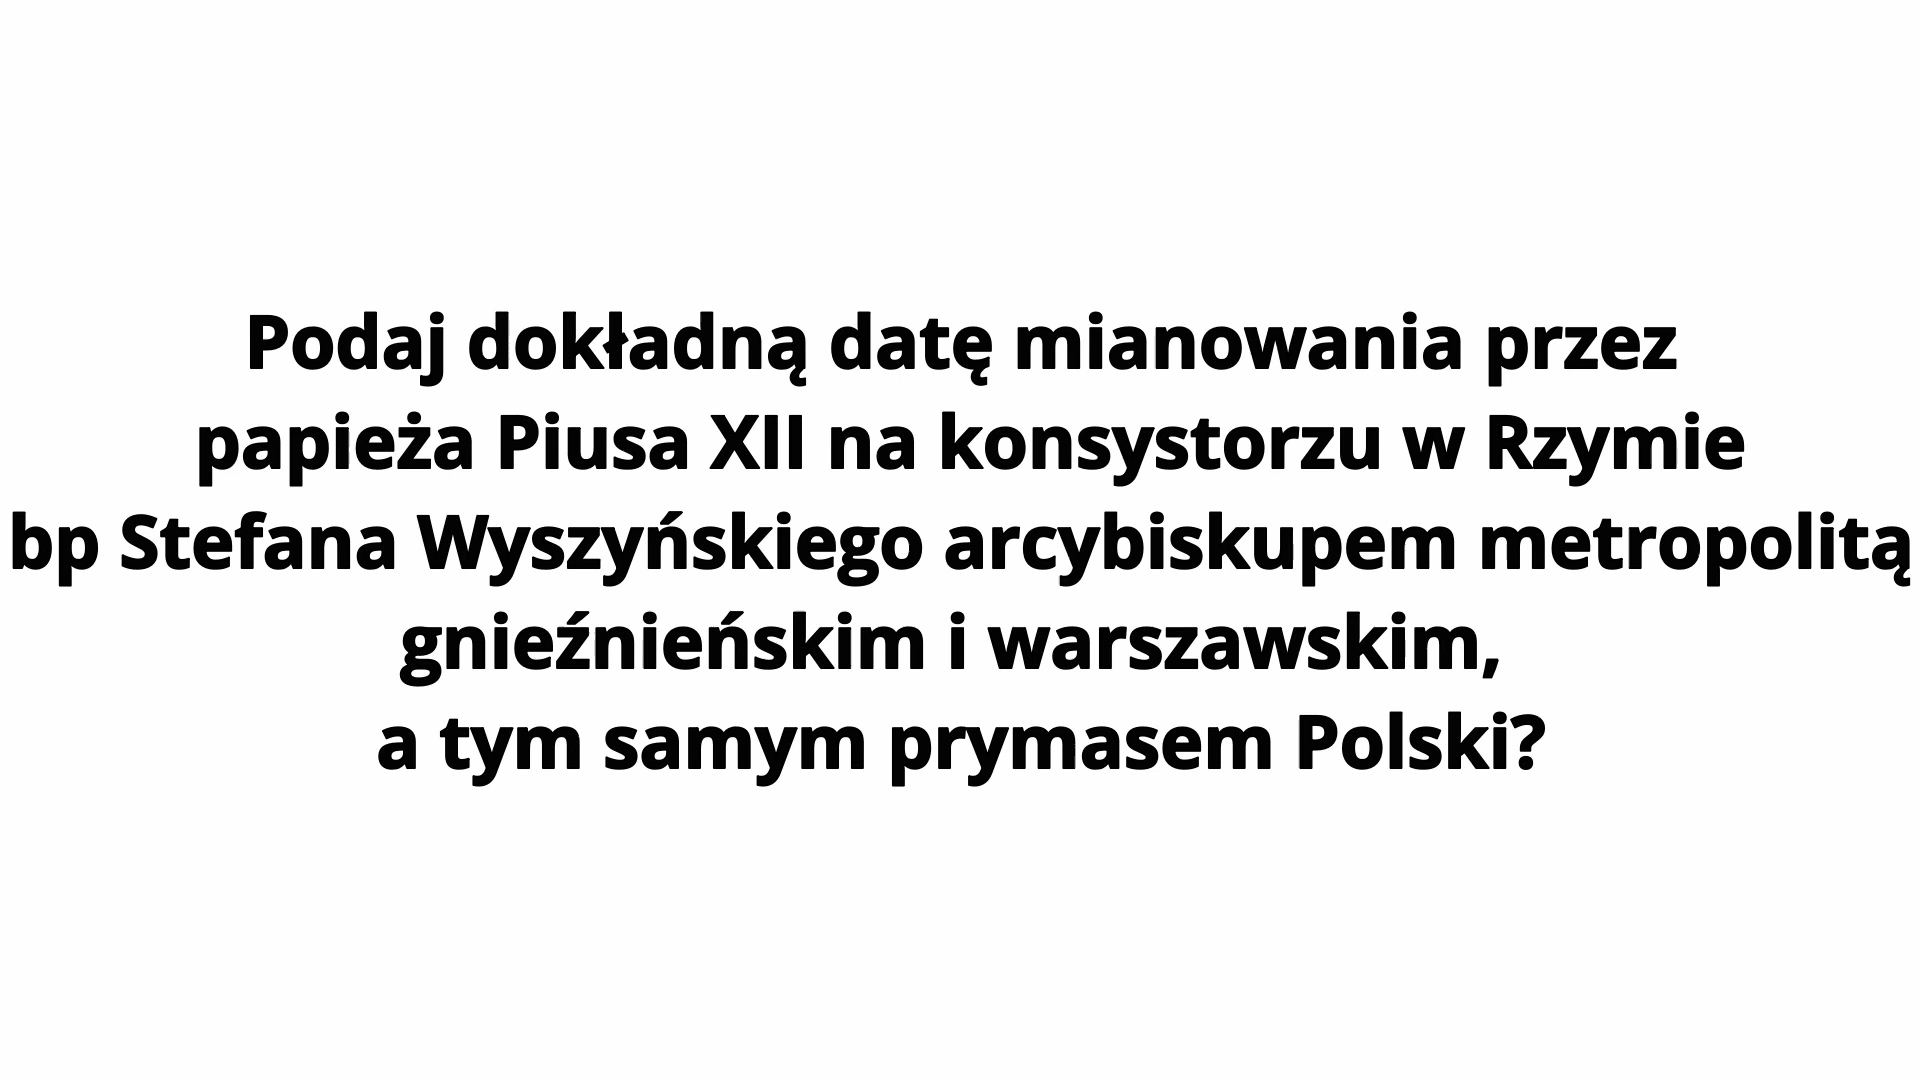 Podaj dokładną datę mianowania przez
papieża Piusa XII na konsystorzu w Rzymie
bp Stefana Wyszyńskiego arcybiskupem metropolitą
gnieźnieńskim i warszawskim,
a tym samym prymasem Polski?